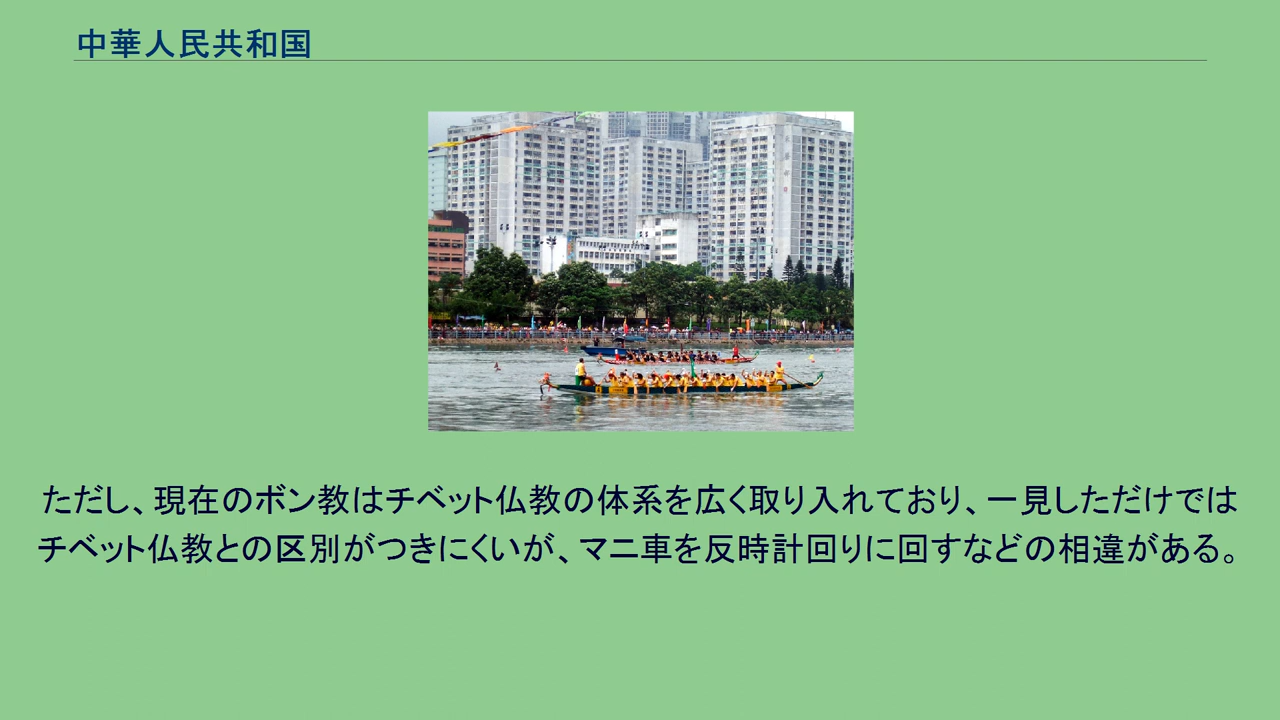 中華人民共和国
ただし、現在のボン教はチベット仏教の体系を広く取り入れており、一見しただけでは
チベット仏教との区別がつきにくいが、マニ車を反時計回りに回すなどの相違がある。